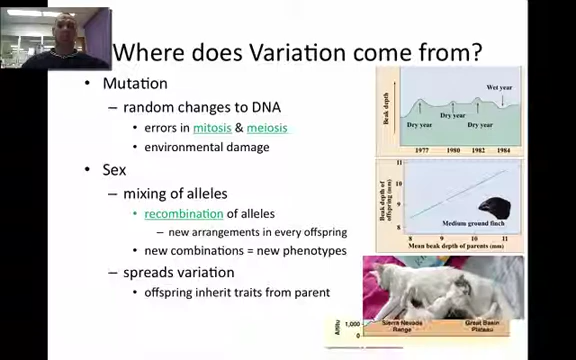 Where does Variation come from?
• Mutation
– random changes to DNA
• errors in mitosis & meiosis
• environmental damage
• Sex
– mixing of alleles
• recombination of alleles
– new arrangements in every offspring
• new combinations = new phenotypes
– spreads variation
• offspring inherit traits from parent
Beak depth
Wet year
Dry year
Dry year
Dry year
1977 1980 1982 1984
Beak depth of
offspring (mm)
11
10
9
8
Medium ground finch
8 9 10 11
Mean beak depth of parents (mm)
1,000
0
Sierra Nevada
Range
Great Basin
Plateau